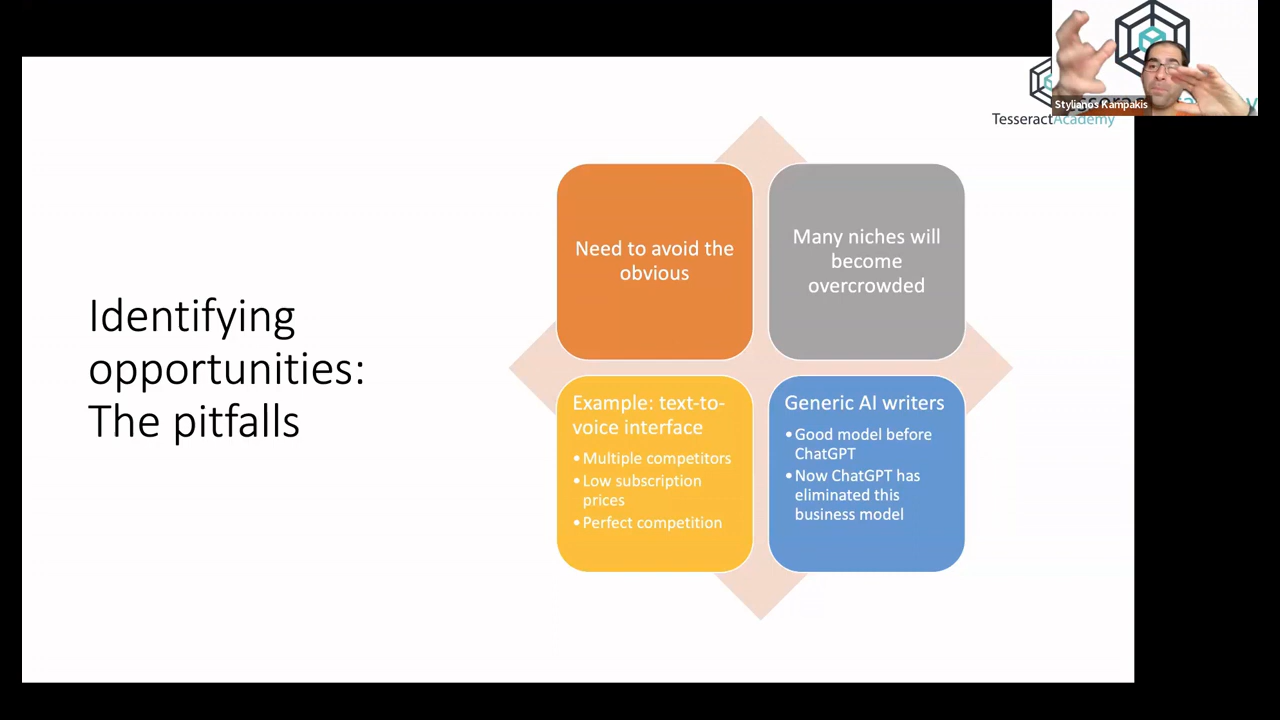 Stylianos Kampakis
TesseractAcademy
Identifying
opportunities:
The pitfalls
Need to avoid the
obvious
Many niches will
become
overcrowded
Example: text-to-
voice interface
•Multiple competitors
•Low subscription
prices
•Perfect competition
Generic AI writers
•Good model before
ChatGPT
•Now ChatGPT has
eliminated this
business model